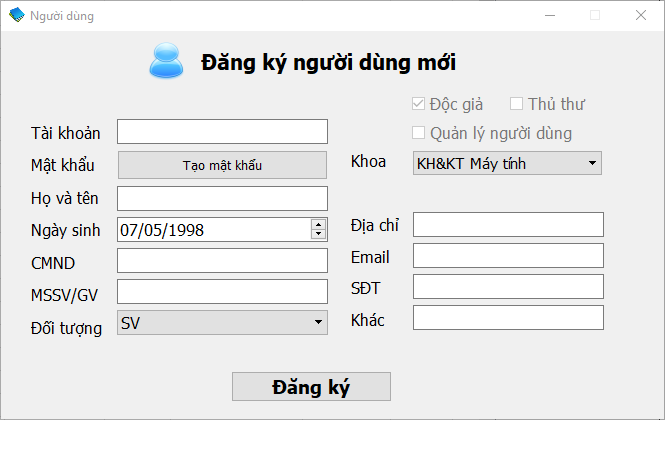 Người dùng
Đăng ký người dùng mới
Độc giả
Thủ thư
Quản lý người dùng
Tài khoản
Mật khẩu
Tạo mật khẩu
Họ và tên
Ngày sinh
07/05/1998
CMND
MSSV/GV
Đối tượng
SV
Khoa
KH&KT Máy tính
Địa chỉ
Email
SĐT
Khác
Đăng ký